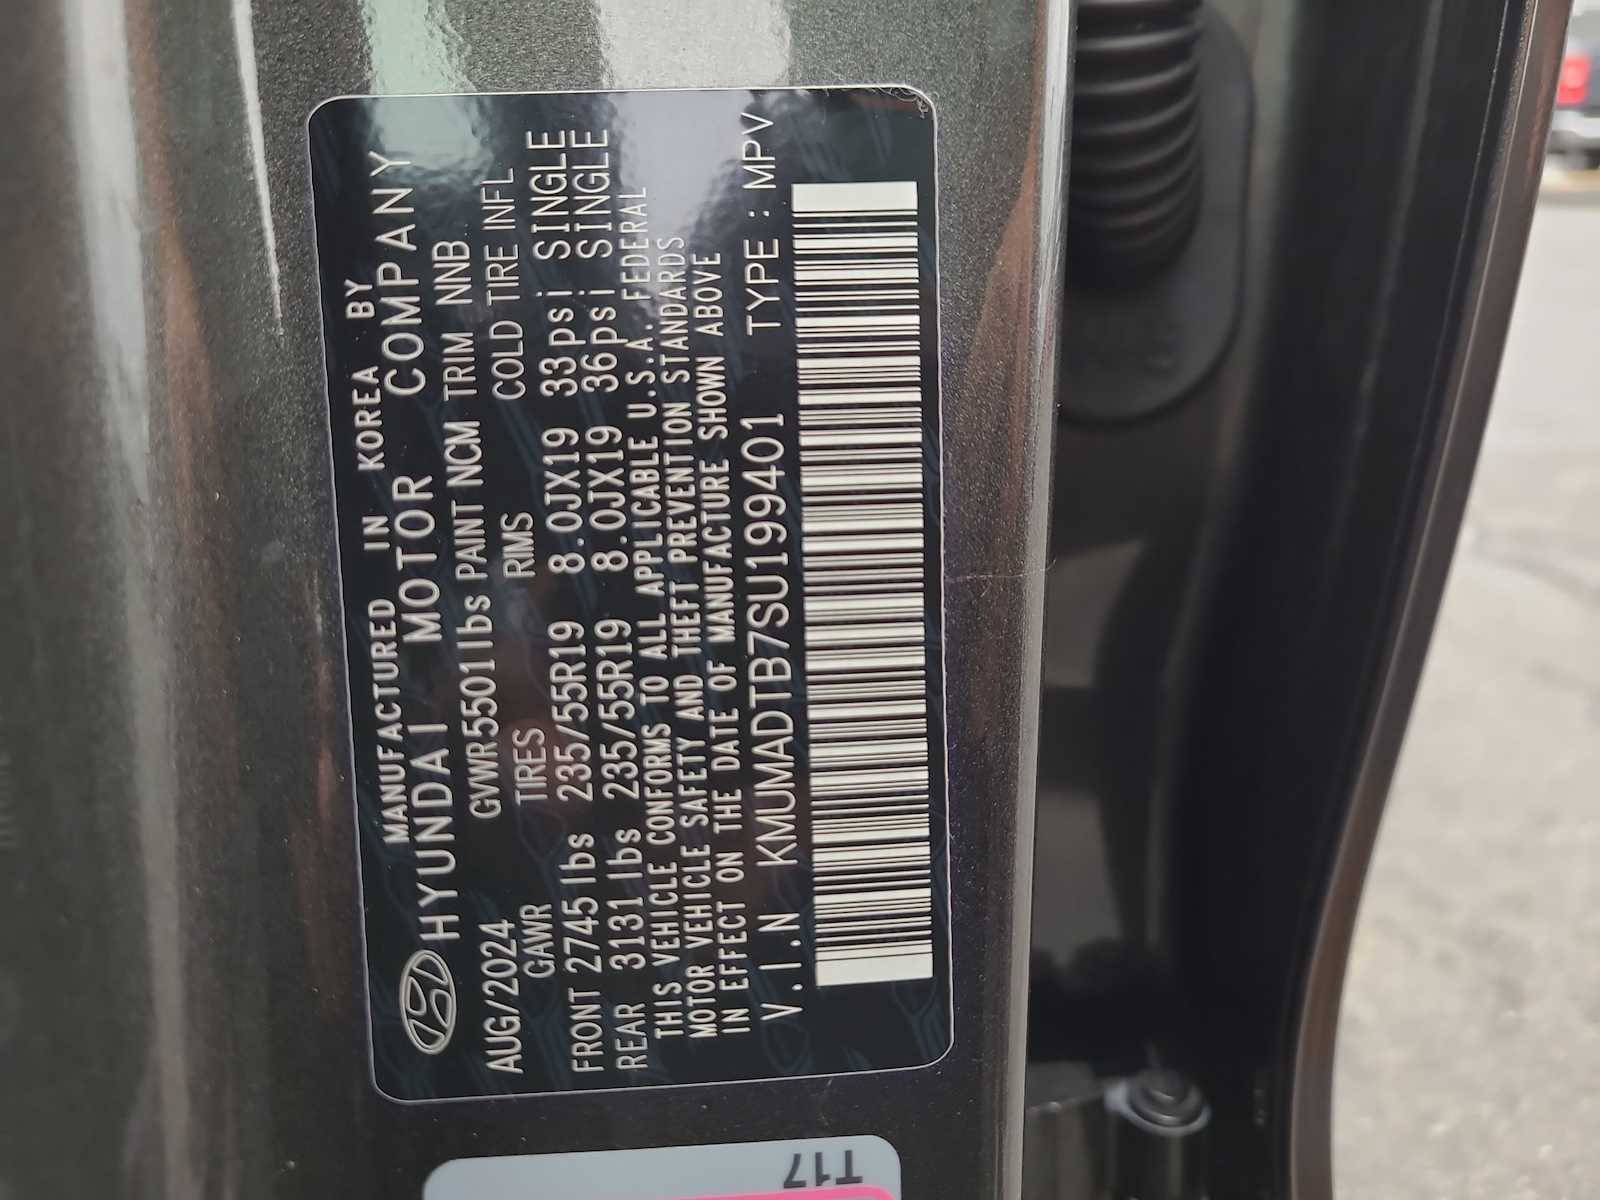 MANUFACTURED IN KOREA BY
HYUNDAI MOTOR COMPANY
AUG/2024 GVWR5501lbs PAINT NCM TRIM NNB
GAWR TIRES RIMS COLD TIRE INFL
FRONT 2745 lbs 235/55R19 8.0JX19 33psi SINGLE
REAR 3131 lbs 235/55R19 8.0JX19 36psi SINGLE
THIS VEHICLE CONFORMS TO ALL APPLICABLE U.S.A. FEDERAL
MOTOR VEHICLE SAFETY AND THEFT PREVENTION STANDARDS
IN EFFECT ON THE DATE OF MANUFACTURE SHOWN ABOVE
V.I.N KMUMADTB7SU199401 TYPE : MPV
T17